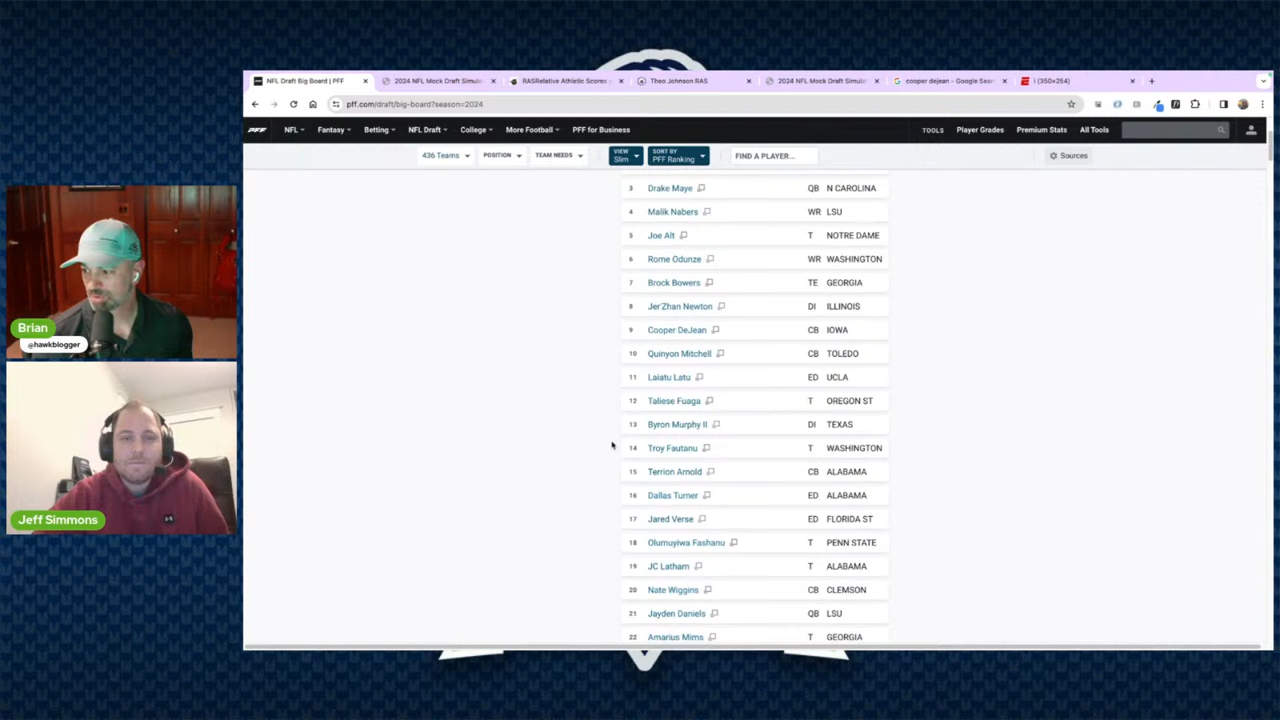 NFL Draft Big Board | PFF
2024 NFL Mock Draft Simula
RASRelative Athletic Scores
Theo Johnson RAS
2024 NFL Mock Draft Simula
cooper dejean - Google Sear
i (350×254)
pff.com/draft/big-board?season=2024
PFF NFL Fantasy Betting NFL Draft College More Football PFF for Business TOOLS Player Grades Premium Stats All Tools
436 Teams POSITION TEAM NEEDS VIEW Slim SORT BY PFF Ranking FIND A PLAYER... Sources
3 Drake Maye QB N CAROLINA
4 Malik Nabers WR LSU
5 Joe Alt T NOTRE DAME
6 Rome Odunze WR WASHINGTON
7 Brock Bowers TE GEORGIA
8 Jer'Zhan Newton DI ILLINOIS
9 Cooper DeJean CB IOWA
10 Quinyon Mitchell CB TOLEDO
11 Laiatu Latu ED UCLA
12 Taliese Fuaga T OREGON ST
13 Byron Murphy II DI TEXAS
14 Troy Fautanu T WASHINGTON
15 Terrion Arnold CB ALABAMA
16 Dallas Turner ED ALABAMA
17 Jared Verse ED FLORIDA ST
18 Olumuyiwa Fashanu T PENN STATE
19 JC Latham T ALABAMA
20 Nate Wiggins CB CLEMSON
21 Jayden Daniels QB LSU
22 Amarius Mims T GEORGIA
Brian
@hawkblogger
Jeff Simmons